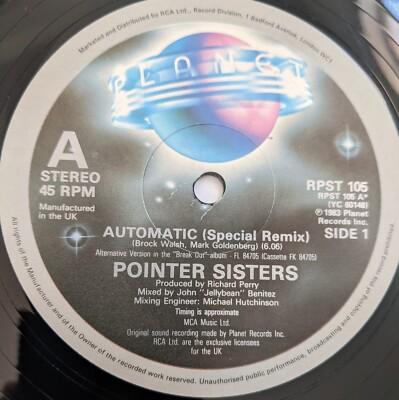 Marketed and Distributed by RCA Ltd., Record Division, 1 Bedford Avenue, London WC1
PLANET
A
STEREO
45 RPM
Manufactured
in the UK
RPST 105
RPST 105 A*
(YC 60148)
℗ 1983 Planet
Records Inc.
SIDE 1
AUTOMATIC (Special Remix)
(Brock Walsh, Mark Goldenberg) (6.06)
Alternative Version in the "Break Out"-album - FL 84705 (Cassette FK 84705)
POINTER SISTERS
Produced by Richard Perry
Mixed by John "Jellybean" Benitez
Mixing Engineer: Michael Hutchinson
Timing is approximate
MCA Music Ltd.
Original sound recording made by Planet Records Inc.
RCA Ltd. are the exclusive licensees
for the UK
All rights of the manufacturer and of the owner of the recorded work reserved. Unauthorised public performance, broadcasting and copying of this record